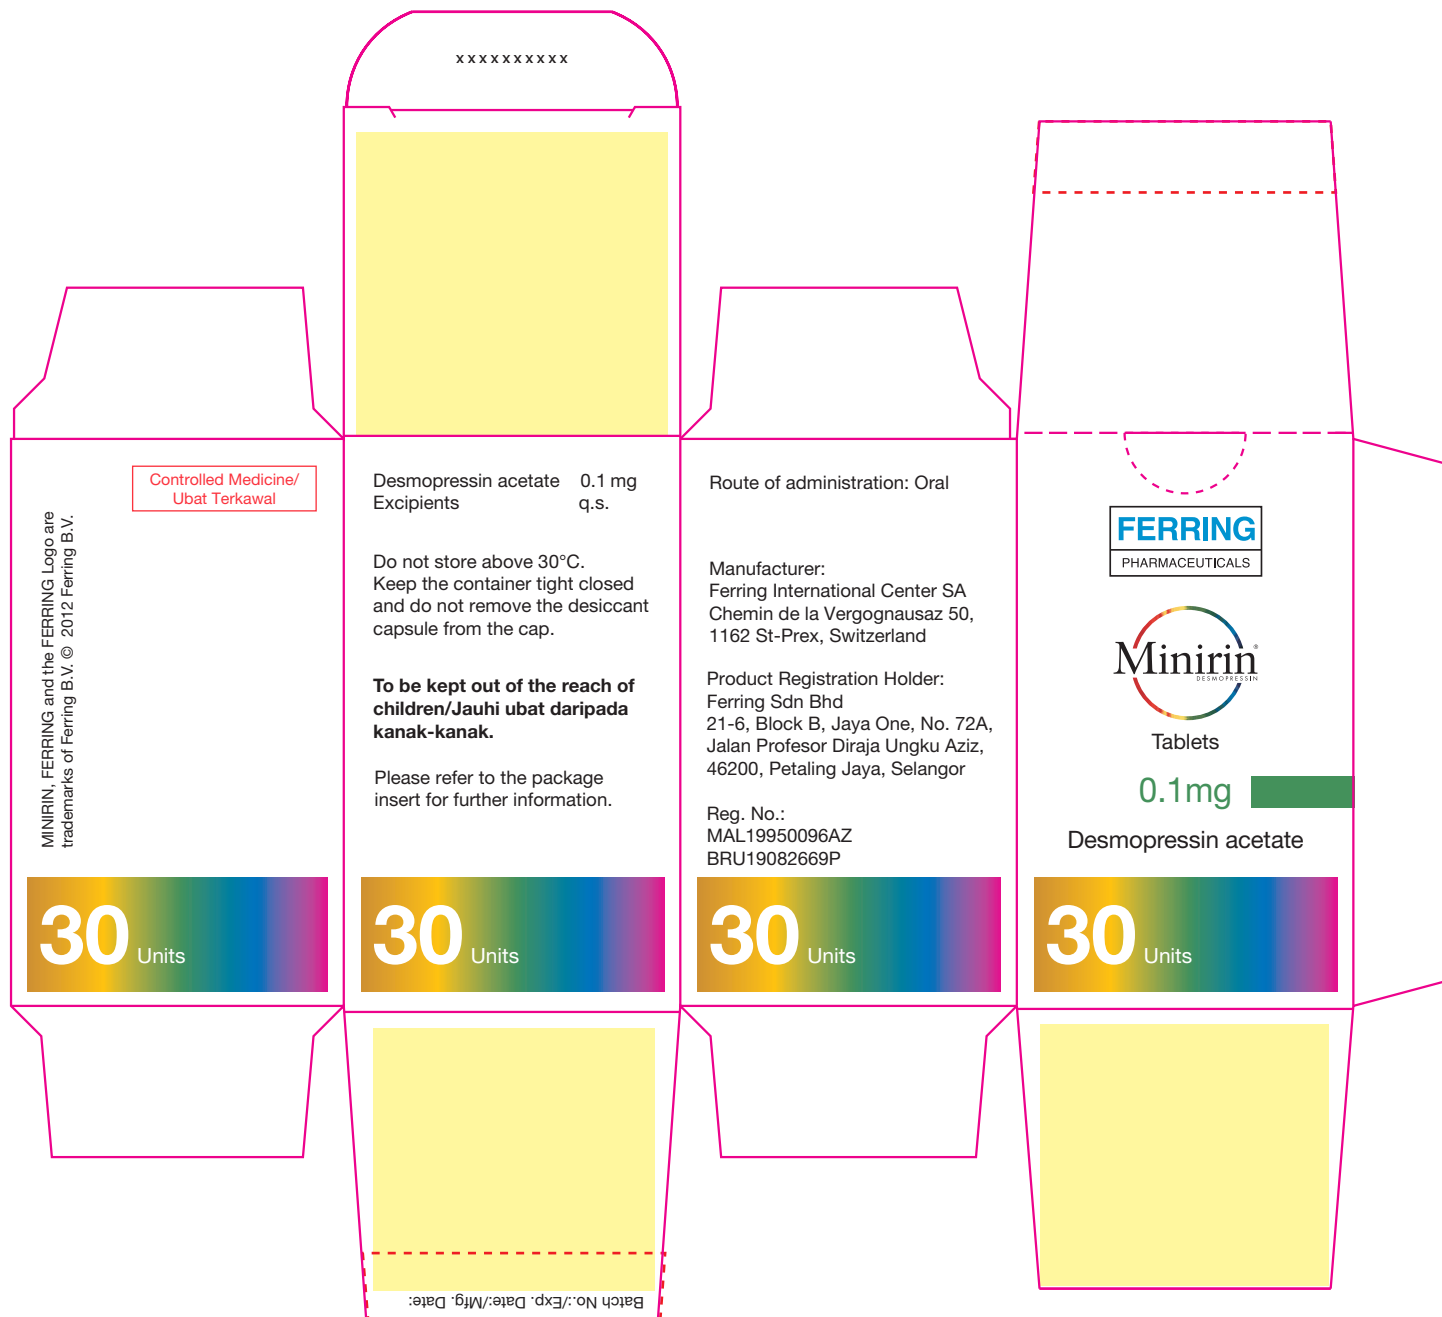 xxxxxxxxxx
Controlled Medicine/
Ubat Terkawal
MINIRIN, FERRING and the FERRING Logo are
trademarks of Ferring B.V. © 2012 Ferring B.V.
30 Units
Desmopressin acetate 0.1 mg
Excipients q.s.
Do not store above 30°C.
Keep the container tight closed
and do not remove the desiccant
capsule from the cap.
To be kept out of the reach of
children/Jauhi ubat daripada
kanak-kanak.
Please refer to the package
insert for further information.
30 Units
Batch No.:/Exp. Date:/Mfg. Date:
Route of administration: Oral
Manufacturer:
Ferring International Center SA
Chemin de la Vergognausaz 50,
1162 St-Prex, Switzerland
Product Registration Holder:
Ferring Sdn Bhd
21-6, Block B, Jaya One, No. 72A,
Jalan Profesor Diraja Ungku Aziz,
46200, Petaling Jaya, Selangor
Reg. No.:
MAL19950096AZ
BRU19082669P
30 Units
FERRING
PHARMACEUTICALS
Minirin®
DESMOPRESSIN
Tablets
0.1mg
Desmopressin acetate
30 Units